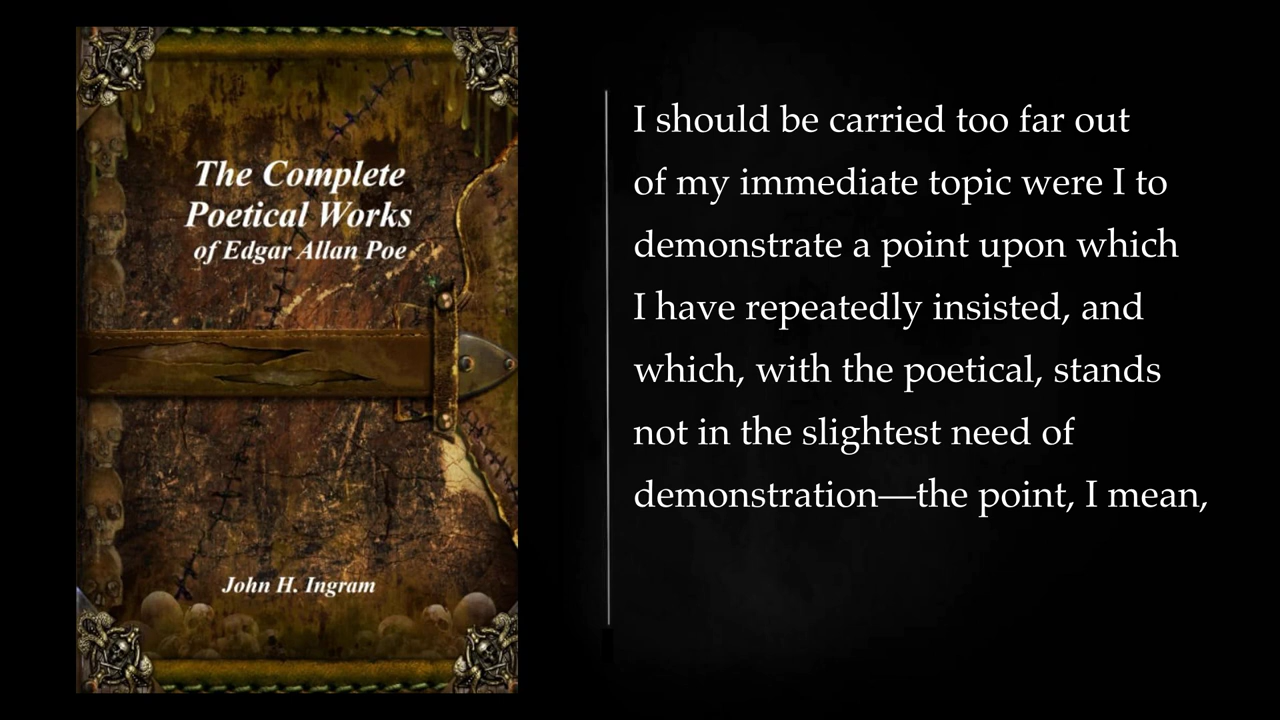 The Complete
Poetical Works
of Edgar Allan Poe
John H. Ingram
I should be carried too far out
of my immediate topic were I to
demonstrate a point upon which
I have repeatedly insisted, and
which, with the poetical, stands
not in the slightest need of
demonstration—the point, I mean,